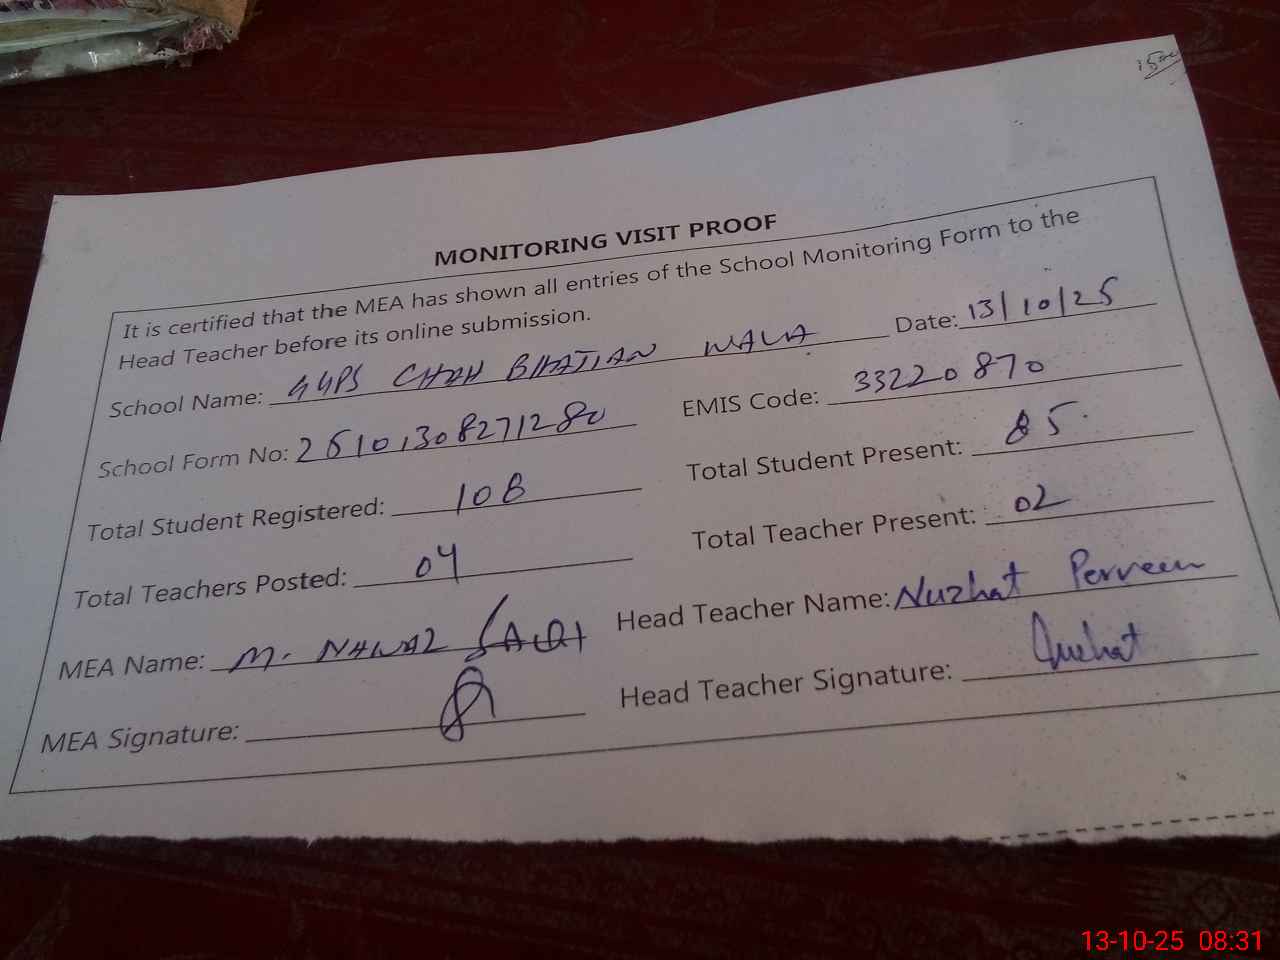 MONITORING VISIT PROOF
It is certified that the MEA has shown all entries of the School Monitoring Form to the
Head Teacher before its online submission.
School Name: GGPS CHAH BHATIAN WALA Date: 13/10/25
School Form No: 25101308271280 EMIS Code: 33220870
Total Student Registered: 108 Total Student Present: 85
Total Teachers Posted: 04 Total Teacher Present: 02
MEA Name: M. NAWAZ SAQI Head Teacher Name: Nuzhat Perveen
MEA Signature: Head Teacher Signature: Nuzhat
13-10-25 08:31